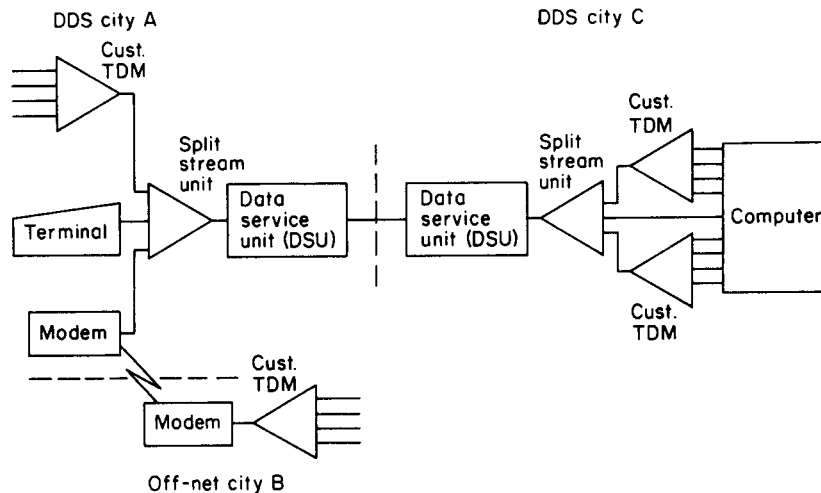 DDS city A
DDS city C
Cust.
TDM
Cust.
TDM
Split
stream
unit
Split
stream
unit
Data
service
unit (DSU)
Data
service
unit (DSU)
Terminal
Computer
Modem
Cust.
TDM
Cust.
TDM
Modem
Off-net city B